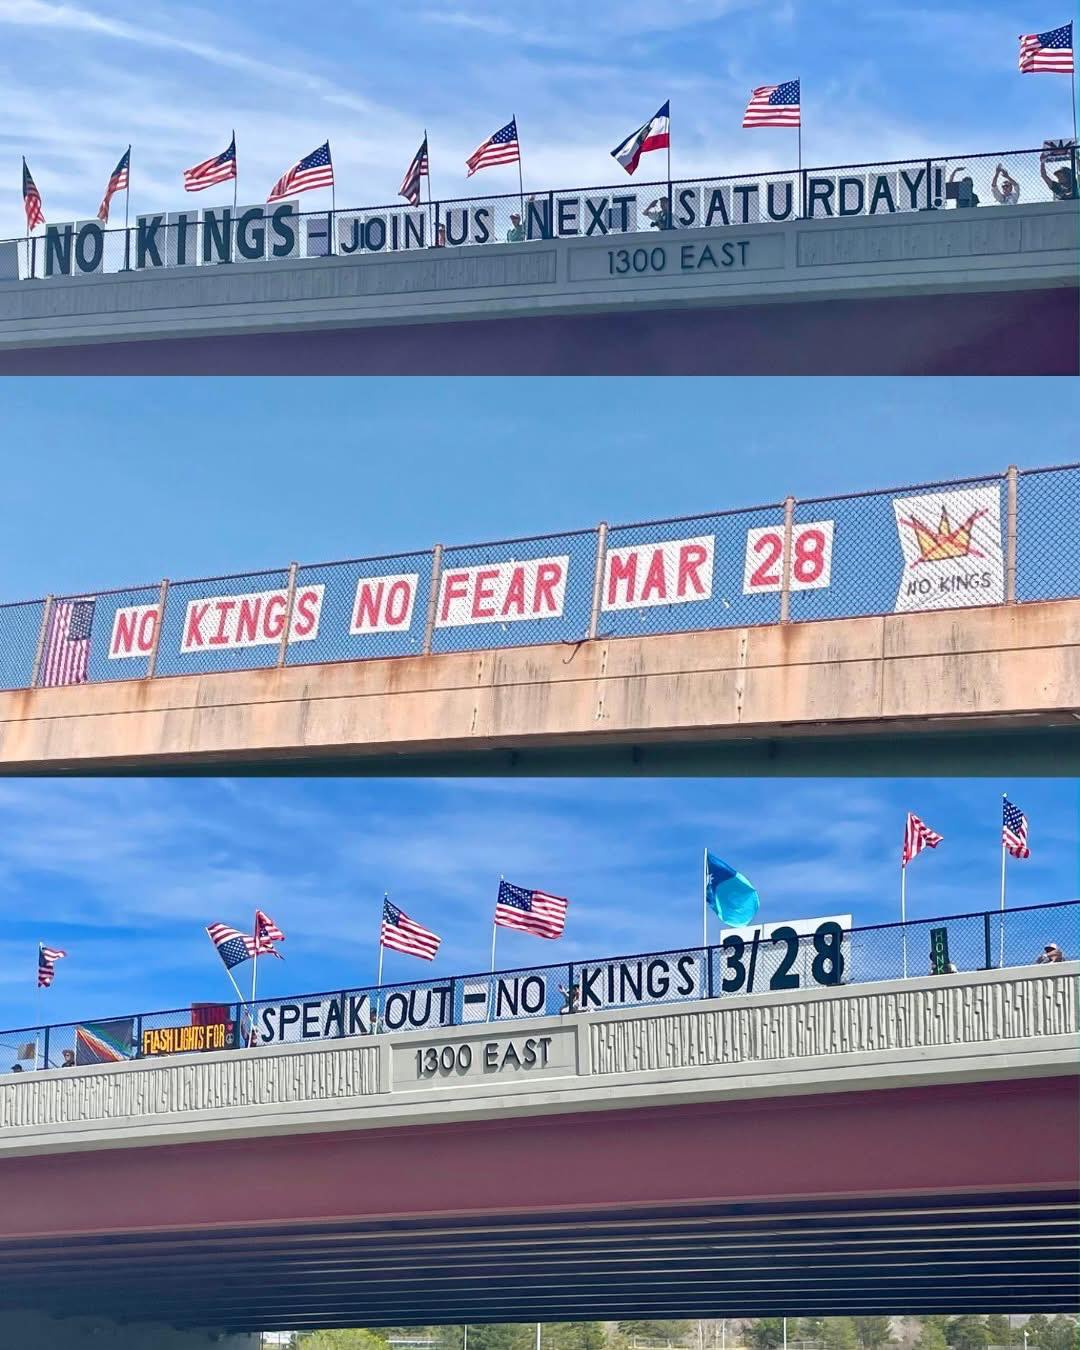 NO KINGS - JOIN US NEXT SATURDAY!
1300 EAST
NO KINGS NO FEAR MAR 28
NO KINGS
FLASH LIGHTS FOR
SPEAK OUT - NO KINGS 3/28
HONK
1300 EAST